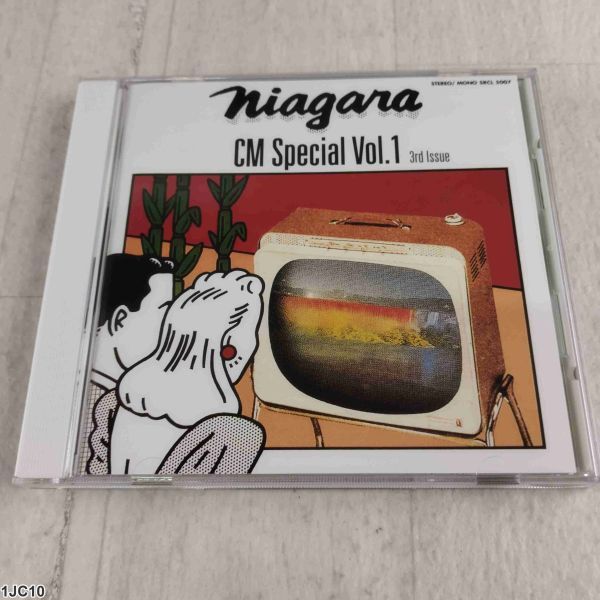 STEREO/ MONO SRCL 5007
niagara
CM Special Vol.1 3rd Issue
1JC10